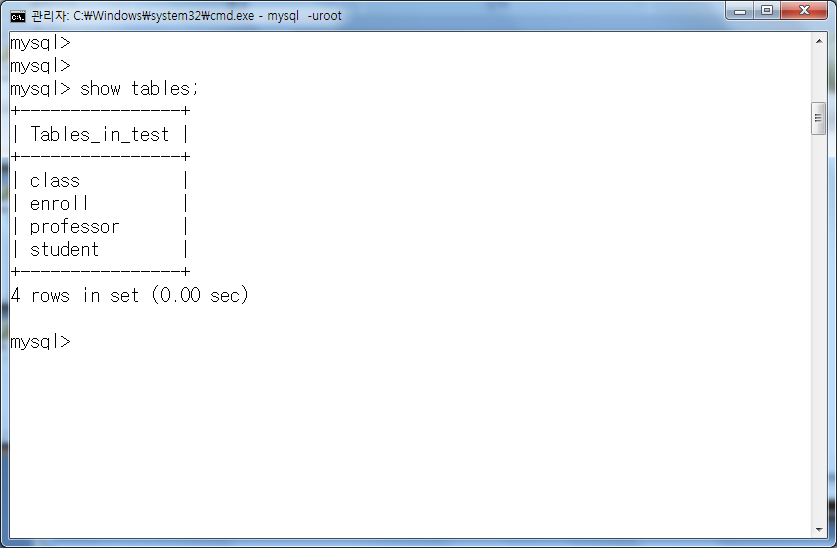 관리자: C:₩Windows₩system32₩cmd.exe - mysql  -uroot
mysql>
mysql>
mysql> show tables;
+----------------+
| Tables_in_test |
+----------------+
| class          |
| enroll         |
| professor      |
| student        |
+----------------+
4 rows in set (0.00 sec)
mysql>